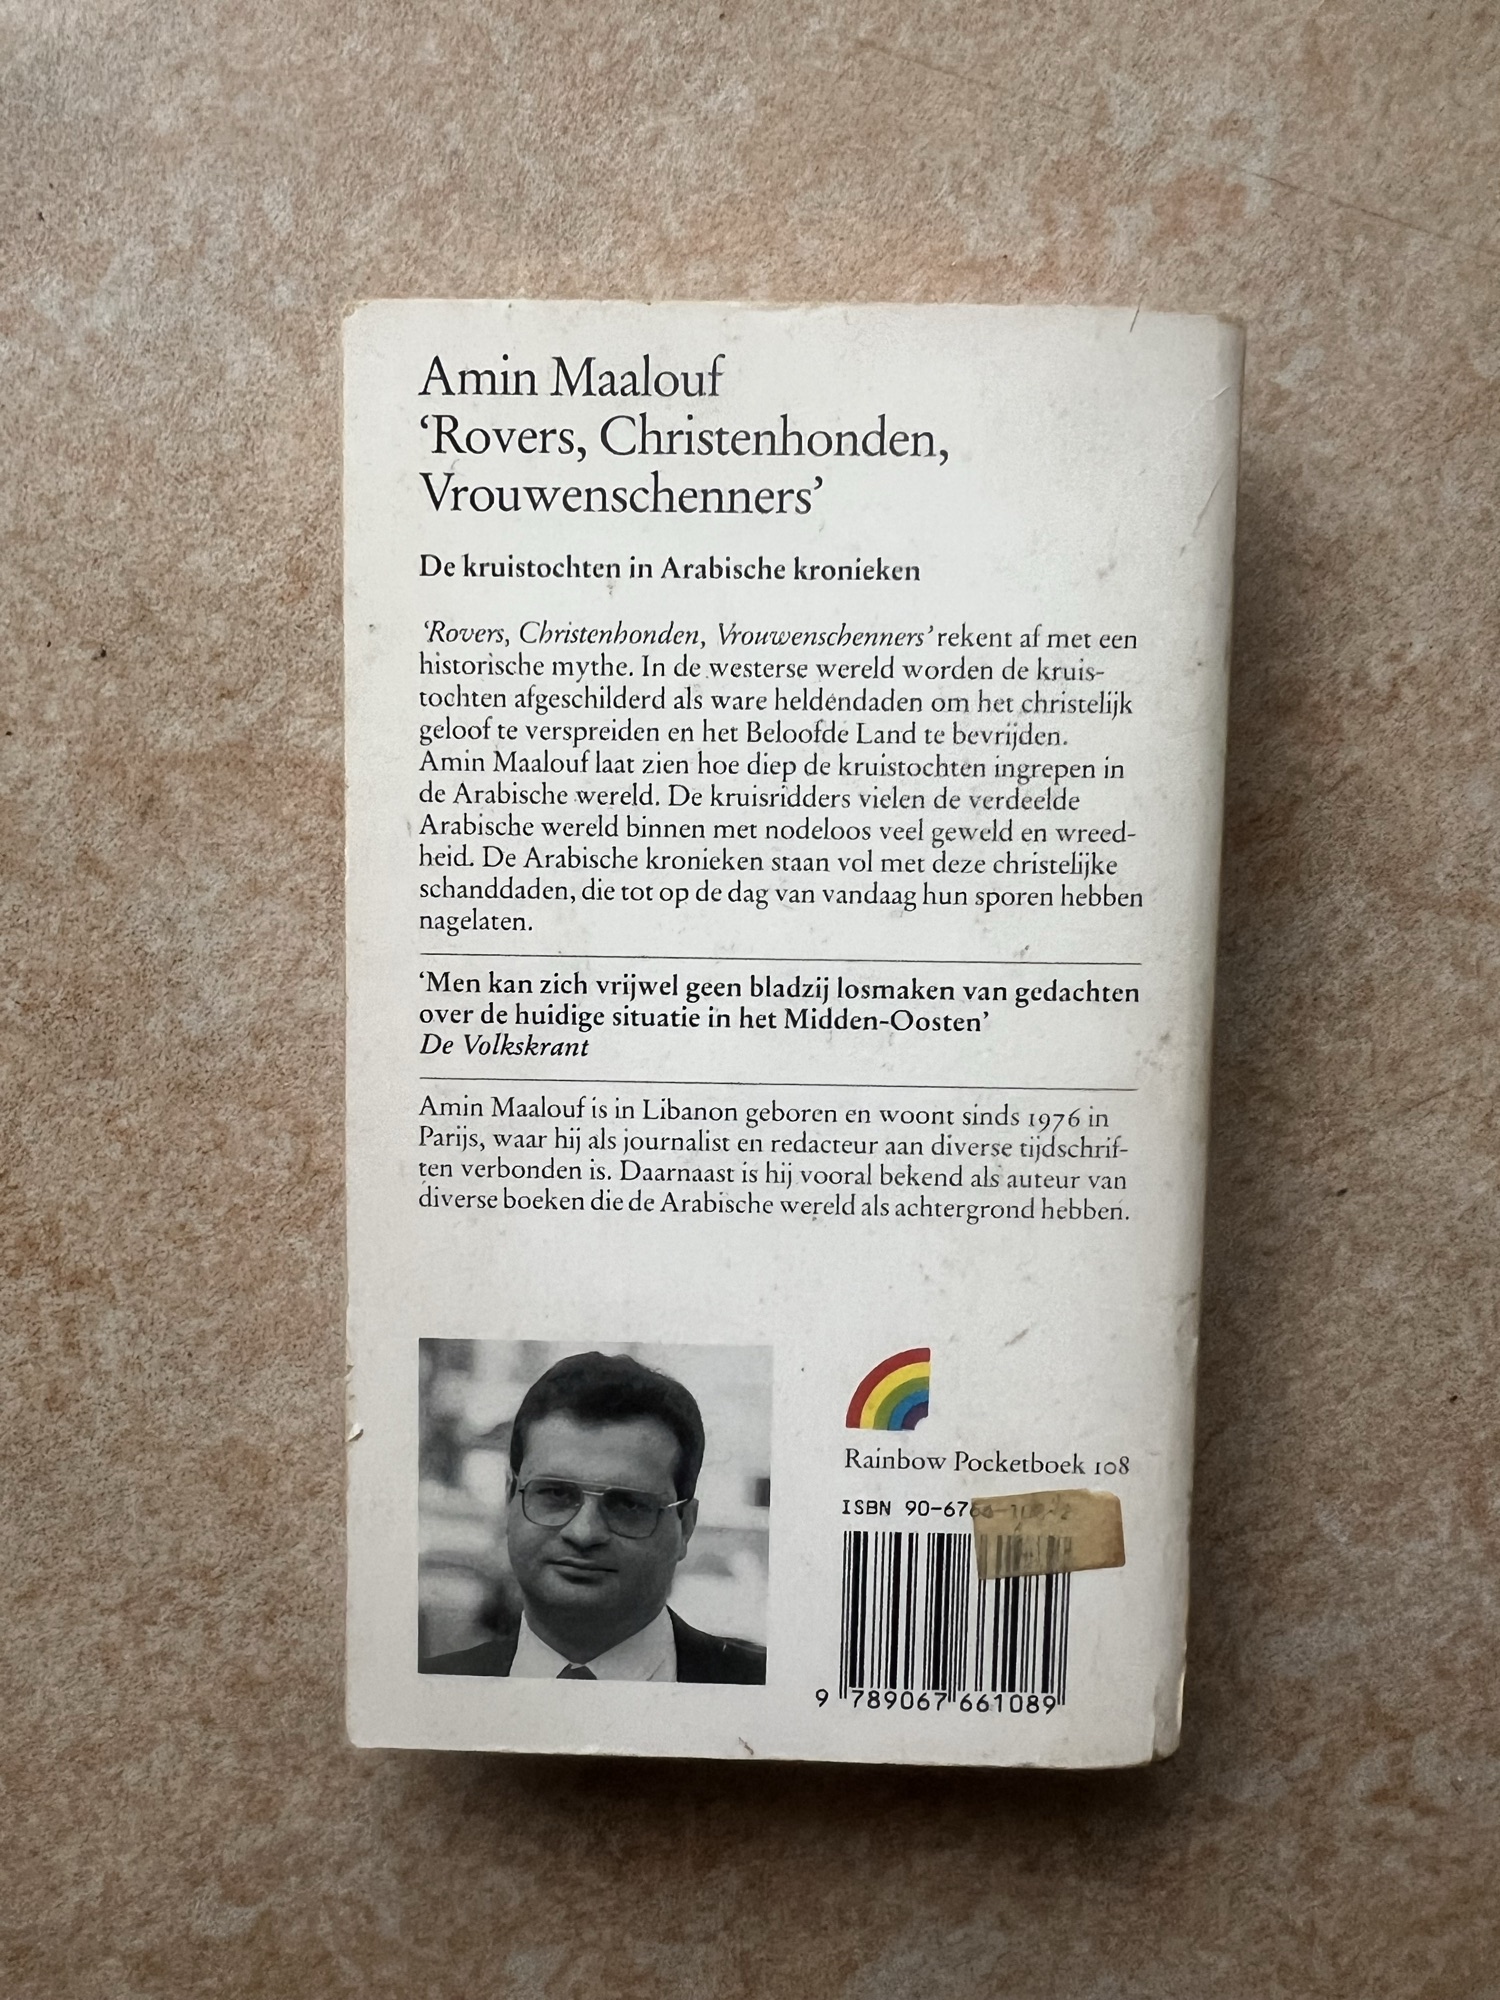 Amin Maalouf
‘Rovers, Christenhonden,
Vrouwenschenners’
De kruistochten in Arabische kronieken
‘Rovers, Christenhonden, Vrouwenschenners’ rekent af met een
historische mythe. In de westerse wereld worden de kruis-
tochten afgeschilderd als ware heldendaden om het christelijk
geloof te verspreiden en het Beloofde Land te bevrijden.
Amin Maalouf laat zien hoe diep de kruistochten ingrepen in
de Arabische wereld. De kruisridders vielen de verdeelde
Arabische wereld binnen met nodeloos veel geweld en wreed-
heid. De Arabische kronieken staan vol met deze christelijke
schanddaden, die tot op de dag van vandaag hun sporen hebben
nagelaten.
‘Men kan zich vrijwel geen bladzij losmaken van gedachten
over de huidige situatie in het Midden-Oosten’
De Volkskrant
Amin Maalouf is in Libanon geboren en woont sinds 1976 in
Parijs, waar hij als journalist en redacteur aan diverse tijdschrif-
ten verbonden is. Daarnaast is hij vooral bekend als auteur van
diverse boeken die de Arabische wereld als achtergrond hebben.
Rainbow Pocketboek 108
ISBN
9 789067 661089